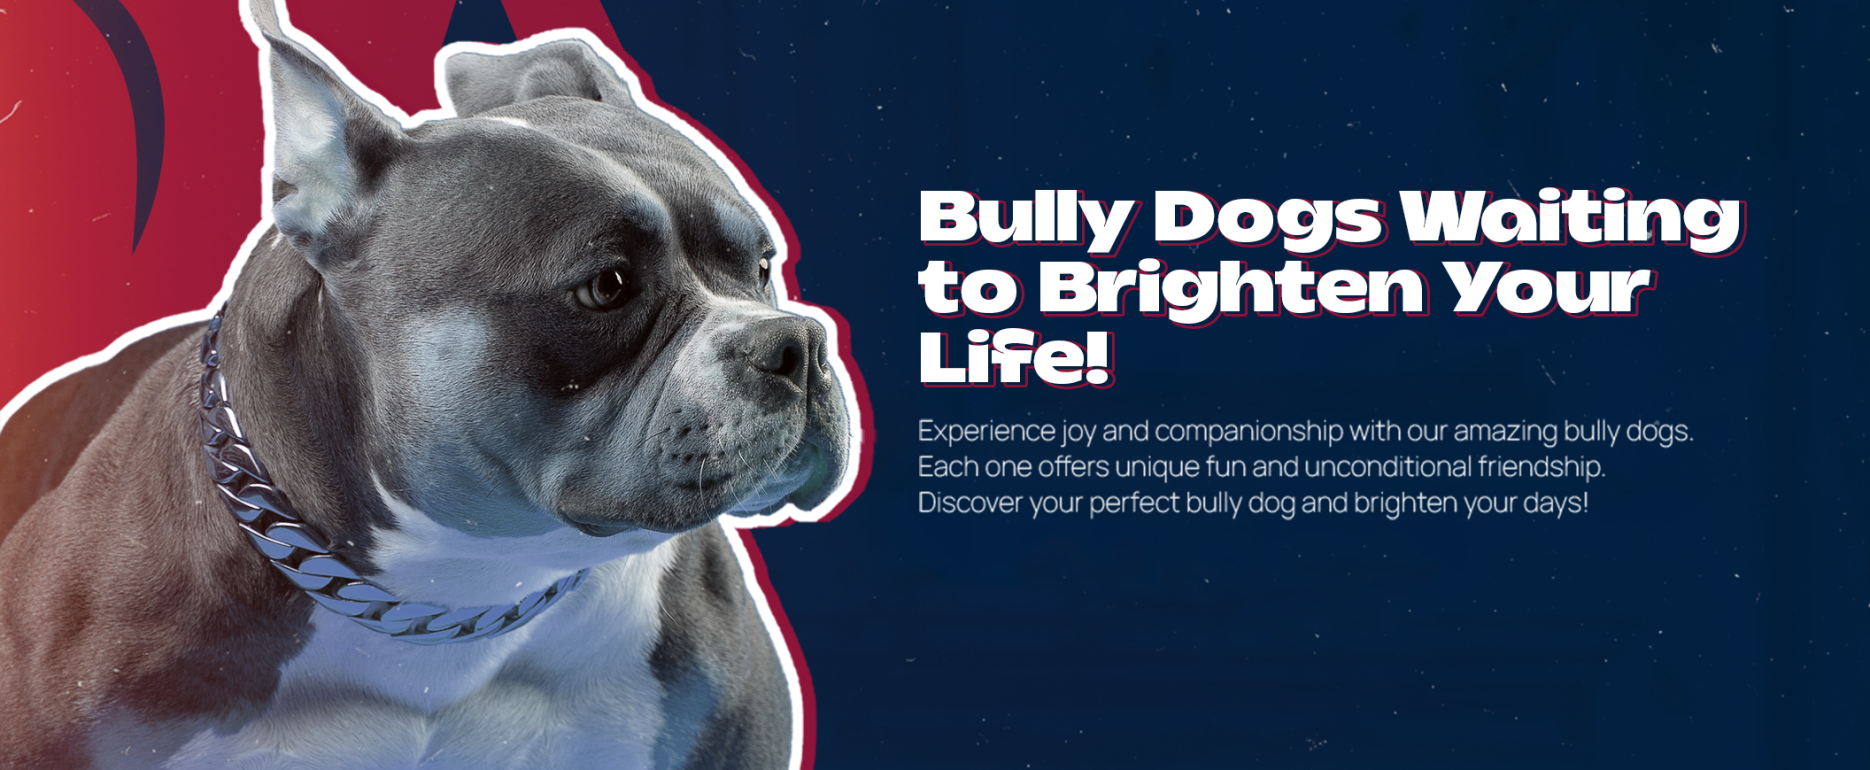 Bully Dogs Waiting
to Brighten Your
Life!
Experience joy and companionship with our amazing bully dogs.
Each one offers unique fun and unconditional friendship.
Discover your perfect bully dog and brighten your days!